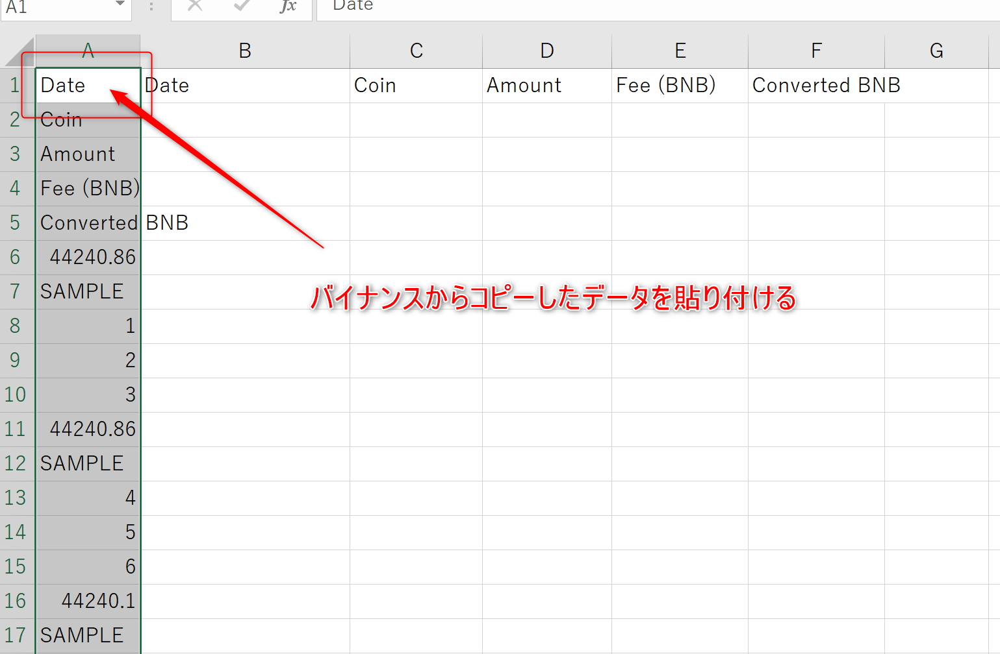 A1 fx Date
A B C D E F G
1 Date Date Coin Amount Fee (BNB) Converted BNB
2 Coin
3 Amount
4 Fee (BNB)
5 Converted BNB
6 44240.86
7 SAMPLE
バイナンスからコピーしたデータを貼り付ける
8 1
9 2
10 3
11 44240.86
12 SAMPLE
13 4
14 5
15 6
16 44240.1
17 SAMPLE